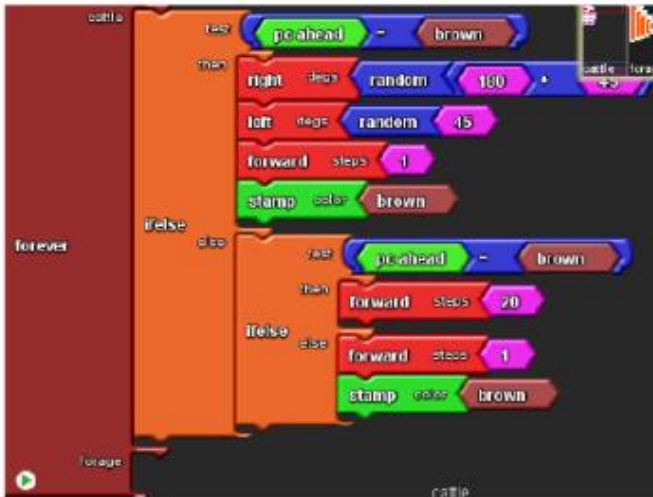 cattle test pc ahead = brown
cattle
then right degs random 180 + 45
left degs random 45
forward steps 1
stamp color brown
forever ifelse else test pc ahead = brown
then forward steps 20
ifelse else forward steps 1
stamp color brown
forage
cattle